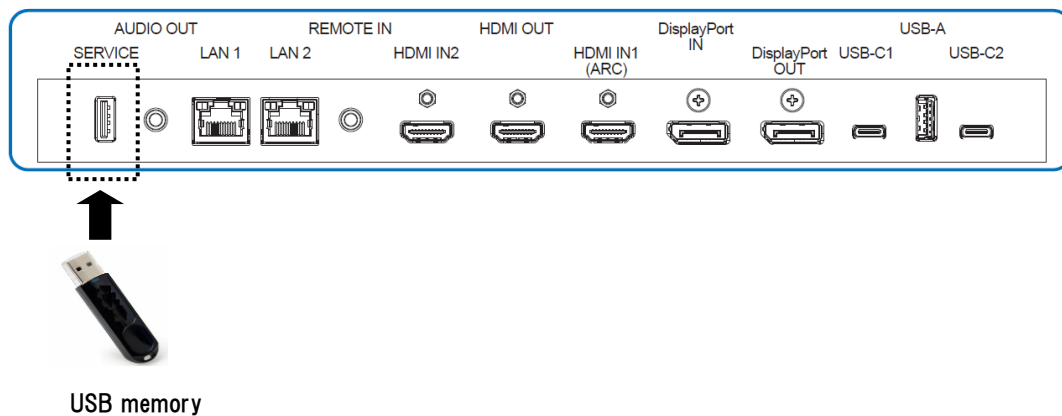 AUDIO OUT REMOTE IN HDMI OUT DisplayPort IN USB-A
SERVICE LAN 1 LAN 2 HDMI IN2 HDMI IN1 (ARC) DisplayPort OUT USB-C1 USB-C2
USB memory